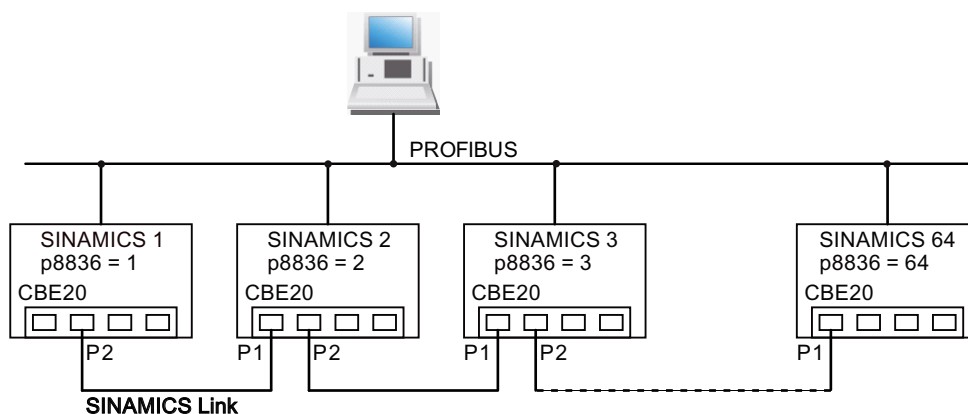 PROFIBUS
SINAMICS 1
p8836 = 1
CBE20
P2
SINAMICS 2
p8836 = 2
CBE20
P1
P2
SINAMICS 3
p8836 = 3
CBE20
P1
P2
SINAMICS 64
p8836 = 64
CBE20
P1
SINAMICS Link